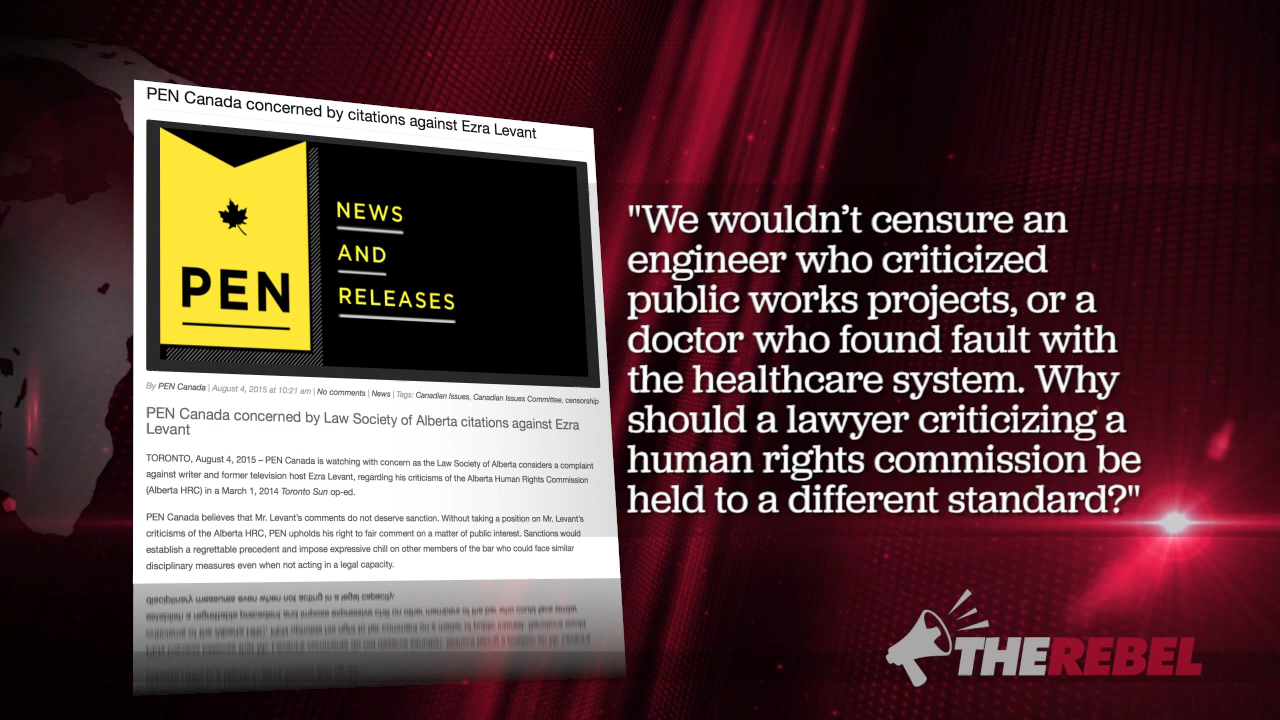 PEN Canada concerned by citations against Ezra Levant
PEN
NEWS
AND
RELEASES
By PEN Canada | August 4, 2015 at 10:21 am | No comments | News | Tags: Canadian Issues, Canadian Issues Committee, censorship
PEN Canada concerned by Law Society of Alberta citations against Ezra
Levant
TORONTO, August 4, 2015 – PEN Canada is watching with concern as the Law Society of Alberta considers a complaint
against writer and former television host Ezra Levant, regarding his criticisms of the Alberta Human Rights Commission
(Alberta HRC) in a March 1, 2014 Toronto Sun op-ed.
PEN Canada believes that Mr. Levant's comments do not deserve sanction. Without taking a position on Mr. Levant's
criticisms of the Alberta HRC, PEN upholds his right to fair comment on a matter of public interest. Sanctions would
establish a regrettable precedent and impose expressive chill on other members of the bar who could face similar
disciplinary measures even when not acting in a legal capacity.
"We wouldn't censure an
engineer who criticized
public works projects, or a
doctor who found fault with
the healthcare system. Why
should a lawyer criticizing a
human rights commission be
held to a different standard?"
THEREBEL